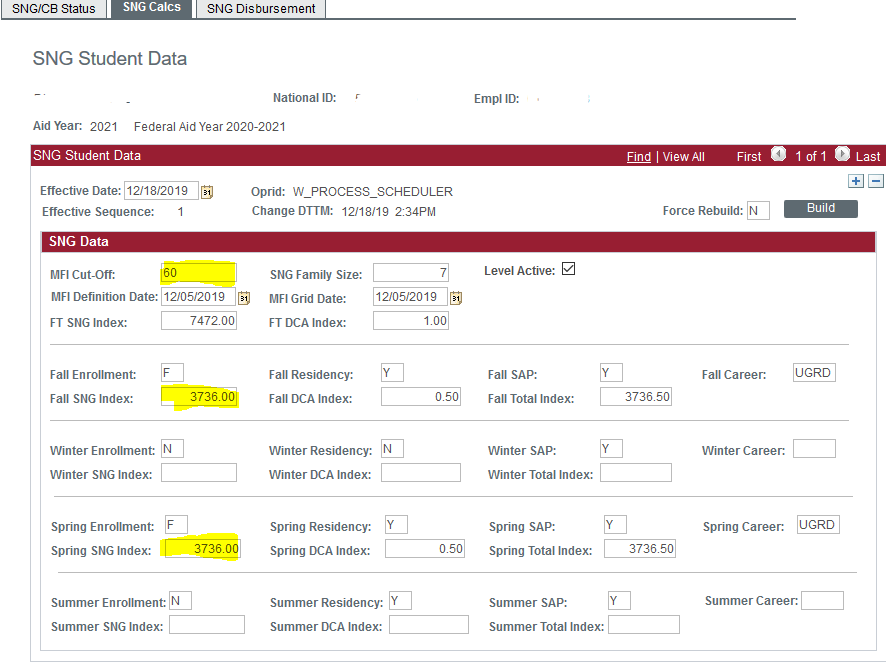 SNG/CB Status SNG Calcs SNG Disbursement
SNG Student Data
National ID: Empl ID:
Aid Year: 2021 Federal Aid Year 2020-2021
SNG Student Data Find | View All First 1 of 1 Last
Effective Date: 12/18/2019 31 Oprid: W_PROCESS_SCHEDULER
Effective Sequence: 1 Change DTTM: 12/18/19 2:34PM Force Rebuild: N Build
SNG Data
MFI Cut-Off: 60 SNG Family Size: 7 Level Active:
MFI Definition Date: 12/05/2019 31 MFI Grid Date: 12/05/2019 31
FT SNG Index: 7472.00 FT DCA Index: 1.00
Fall Enrollment: F Fall Residency: Y Fall SAP: Y Fall Career: UGRD
Fall SNG Index: 3736.00 Fall DCA Index: 0.50 Fall Total Index: 3736.50
Winter Enrollment: N Winter Residency: N Winter SAP: Y Winter Career:
Winter SNG Index: Winter DCA Index: Winter Total Index:
Spring Enrollment: F Spring Residency: Y Spring SAP: Y Spring Career: UGRD
Spring SNG Index: 3736.00 Spring DCA Index: 0.50 Spring Total Index: 3736.50
Summer Enrollment: N Summer Residency: Y Summer SAP: Y Summer Career:
Summer SNG Index: Summer DCA Index: Summer Total Index: